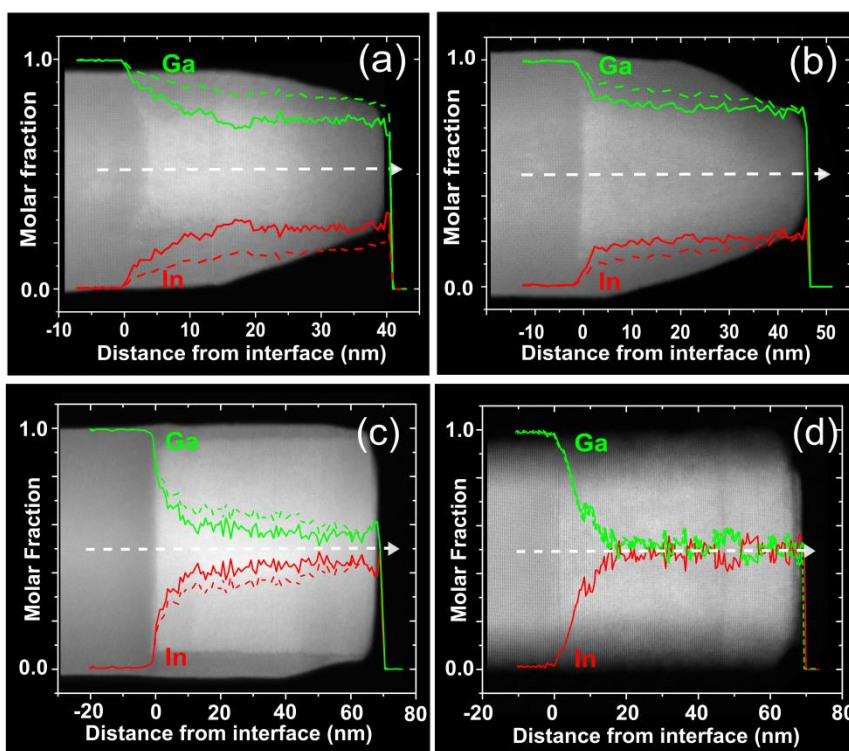 (a)
Ga
In
Molar fraction
1.0
0.0
-10 0 10 20 30 40
Distance from interface (nm)
(b)
Ga
In
Molar fraction
1.0
0.0
-10 0 10 20 30 40 50
Distance from interface (nm)
(c)
Ga
In
Molar Fraction
1.0
0.0
-20 0 20 40 60 80
Distance from interface (nm)
(d)
Ga
In
Molar Fraction
1.0
0.0
-20 0 20 40 60 80
Distance from interface (nm)